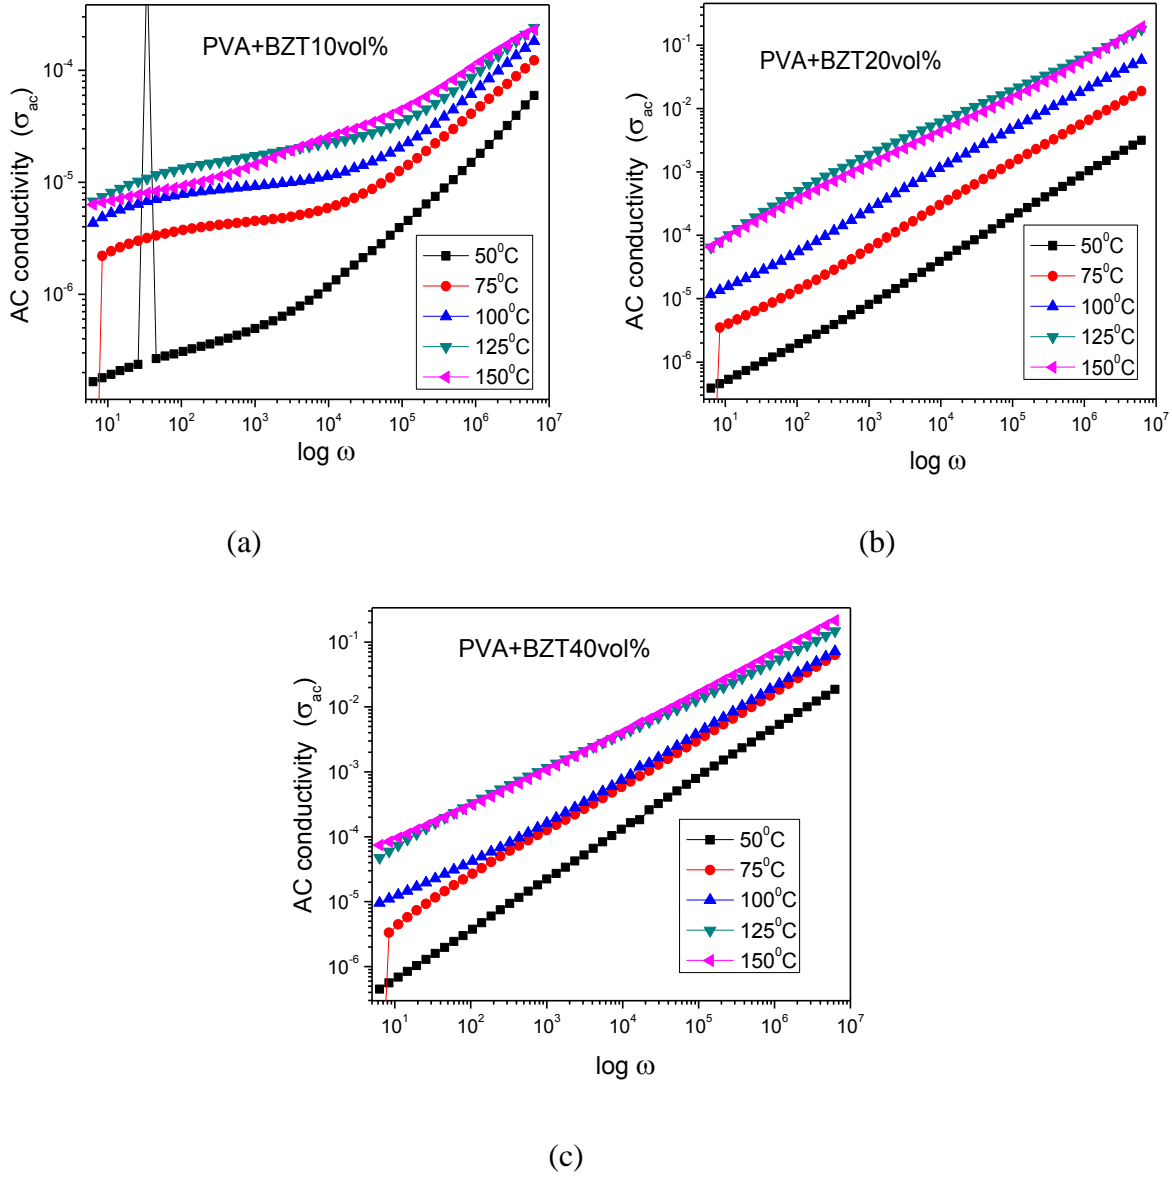 PVA+BZT10vol%
AC conductivity (σ_ac)
10⁻⁴
10⁻⁵
10⁻⁶
50⁰C
75⁰C
100⁰C
125⁰C
150⁰C
10¹ 10² 10³ 10⁴ 10⁵ 10⁶ 10⁷
log ω
(a)
PVA+BZT20vol%
AC conductivity (σ_ac)
10⁻¹
10⁻²
10⁻³
10⁻⁴
10⁻⁵
10⁻⁶
50⁰C
75⁰C
100⁰C
125⁰C
150⁰C
10¹ 10² 10³ 10⁴ 10⁵ 10⁶ 10⁷
log ω
(b)
PVA+BZT40vol%
AC conductivity (σ_ac)
10⁻¹
10⁻²
10⁻³
10⁻⁴
10⁻⁵
10⁻⁶
50⁰C
75⁰C
100⁰C
125⁰C
150⁰C
10¹ 10² 10³ 10⁴ 10⁵ 10⁶ 10⁷
log ω
(c)